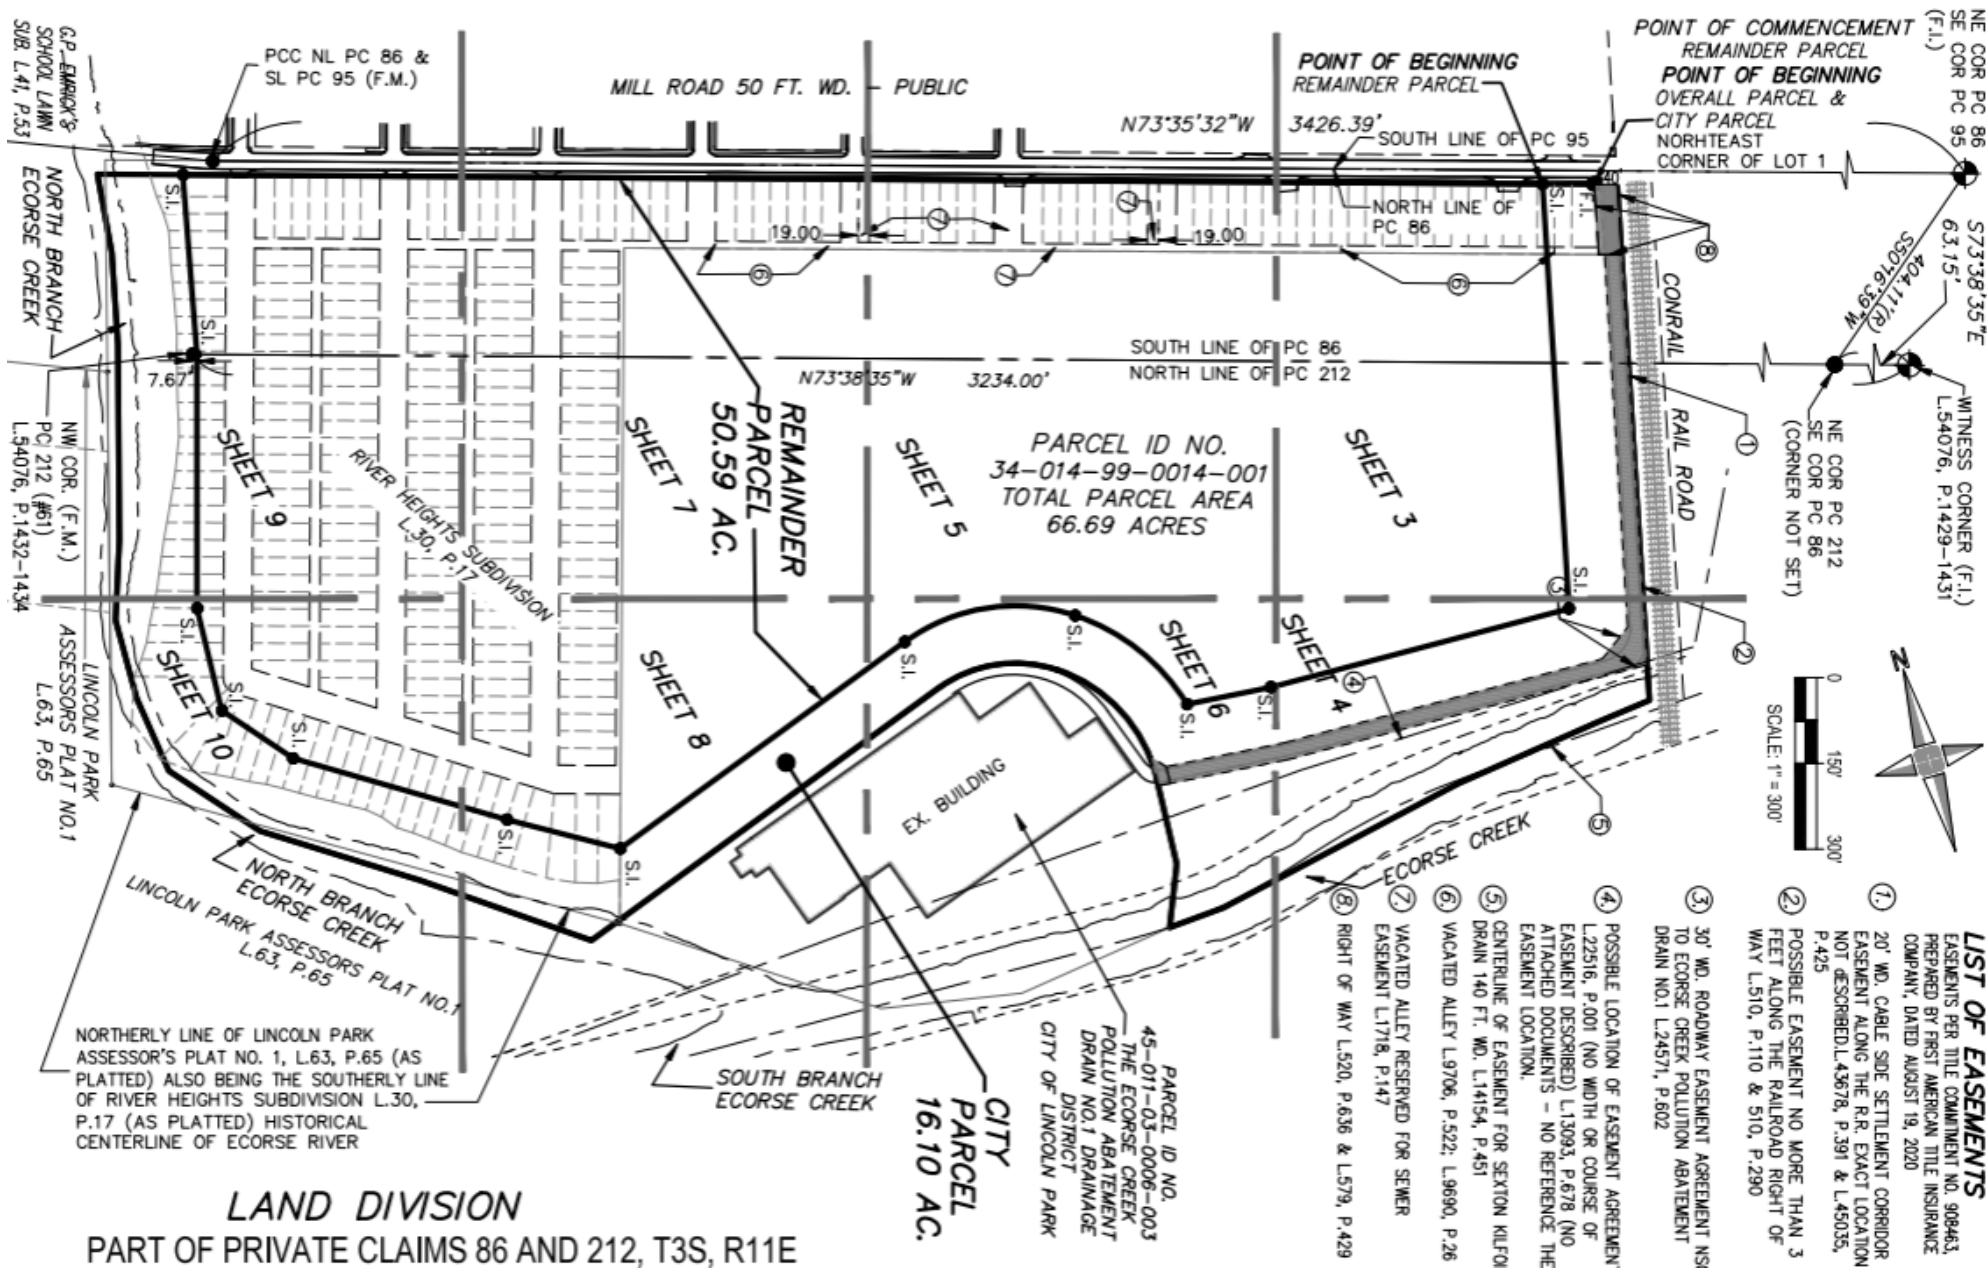 G.P. EMRICK'S
SCHOOL LAWN
SUB. L.41, P.53
PCC NL PC 86 &
SL PC 95 (F.M.)
MILL ROAD 50 FT. WD. - PUBLIC
N73°35'32"W 3426.39'
POINT OF BEGINNING
REMAINDER PARCEL
SOUTH LINE OF PC 95
NORTH LINE OF
PC 86
POINT OF COMMENCEMENT
REMAINDER PARCEL
POINT OF BEGINNING
OVERALL PARCEL &
CITY PARCEL
NORHTEAST
CORNER OF LOT 1
NE COR PC 86
SE COR PC 95
(F.I.)
S73°38'35"E
63.15'
S50°16'39"W
404.11'(R)
WITNESS CORNER (F.I.)
L.54076, P.1429-1431
NE COR PC 212
SE COR PC 86
(CORNER NOT SET)
NORTH BRANCH
ECORSE CREEK
S.I.
S.I.
S.I.
F.I.
19.00
7
7
19.00
6
7
6
8
CONRAIL
RAIL ROAD
1
2
7.67'
SOUTH LINE OF PC 86
NORTH LINE OF PC 212
N73°38'35"W 3234.00'
REMAINDER
PARCEL
50.59 AC.
PARCEL ID NO.
34-014-99-0014-001
TOTAL PARCEL AREA
66.69 ACRES
SHEET 9
RIVER HEIGHTS SUBDIVISION
L.30, P.17
SHEET 7
SHEET 5
SHEET 3
NW COR. (F.M.)
PC 212 (#61)
L.54076, P.1432-1434
LINCOLN PARK
ASSESSORS PLAT NO.1
L.63, P.65
S.I.
S.I.
3
S.I.
SHEET 10
S.I.
S.I.
SHEET 8
S.I.
SHEET 6
S.I.
SHEET 4
S.I.
4
S.I.
S.I.
N
0
150'
300'
SCALE: 1" = 300'
EX. BUILDING
5
ECORSE CREEK
NORTH BRANCH
ECORSE CREEK
LINCOLN PARK ASSESSORS PLAT NO.1
L.63, P.65
NORTHERLY LINE OF LINCOLN PARK
ASSESSOR'S PLAT NO. 1, L.63, P.65 (AS
PLATTED) ALSO BEING THE SOUTHERLY LINE
OF RIVER HEIGHTS SUBDIVISION L.30,
P.17 (AS PLATTED) HISTORICAL
CENTERLINE OF ECORSE RIVER
SOUTH BRANCH
ECORSE CREEK
CITY
PARCEL
16.10 AC.
PARCEL ID NO.
45-011-03-0006-003
THE ECORSE CREEK
POLLUTION ABATEMENT
DRAIN NO.1 DRAINAGE
DISTRICT
CITY OF LINCOLN PARK
LIST OF EASEMENTS
EASEMENTS PER TITLE COMMITMENT NO. 908463,
PREPARED BY FIRST AMERICAN TITLE INSURANCE
COMPANY, DATED AUGUST 19, 2020
1. 20' WD. CABLE SIDE SETTLEMENT CORRIDOR
EASEMENT ALONG THE R.R. EXACT LOCATION
NOT dESCRIBED.L.43678, P.391 & L.45035,
P.425
2. POSSIBLE EASEMENT NO MORE THAN 3
FEET ALONG THE RAILROAD RIGHT OF
WAY L.510, P.110 & 510, P.290
3. 30' WD. ROADWAY EASEMENT AGREEMENT
TO ECORSE CREEK POLLUTION ABATEMENT
DRAIN NO.1 L.24571, P.602
4. POSSIBLE LOCATION OF EASEMENT AGREEMENT
L.22516, P.001 (NO WIDTH OR COURSE OF
EASEMENT DESCRIBED) L.13093, P.678 (NO
ATTACHED DOCUMENTS - NO REFERENCE THE
EASEMENT LOCATION.
5. CENTERLINE OF EASEMENT FOR SEXTON
DRAIN 140 FT. WD. L.14154, P.451
6. VACATED ALLEY L.9706, P.522; L.9690, P.26
7. VACATED ALLEY RESERVED FOR SEWER
EASEMENT L.1718, P.147
8. RIGHT OF WAY L.520, P.636 & L.579, P.429
LAND DIVISION
PART OF PRIVATE CLAIMS 86 AND 212, T3S, R11E